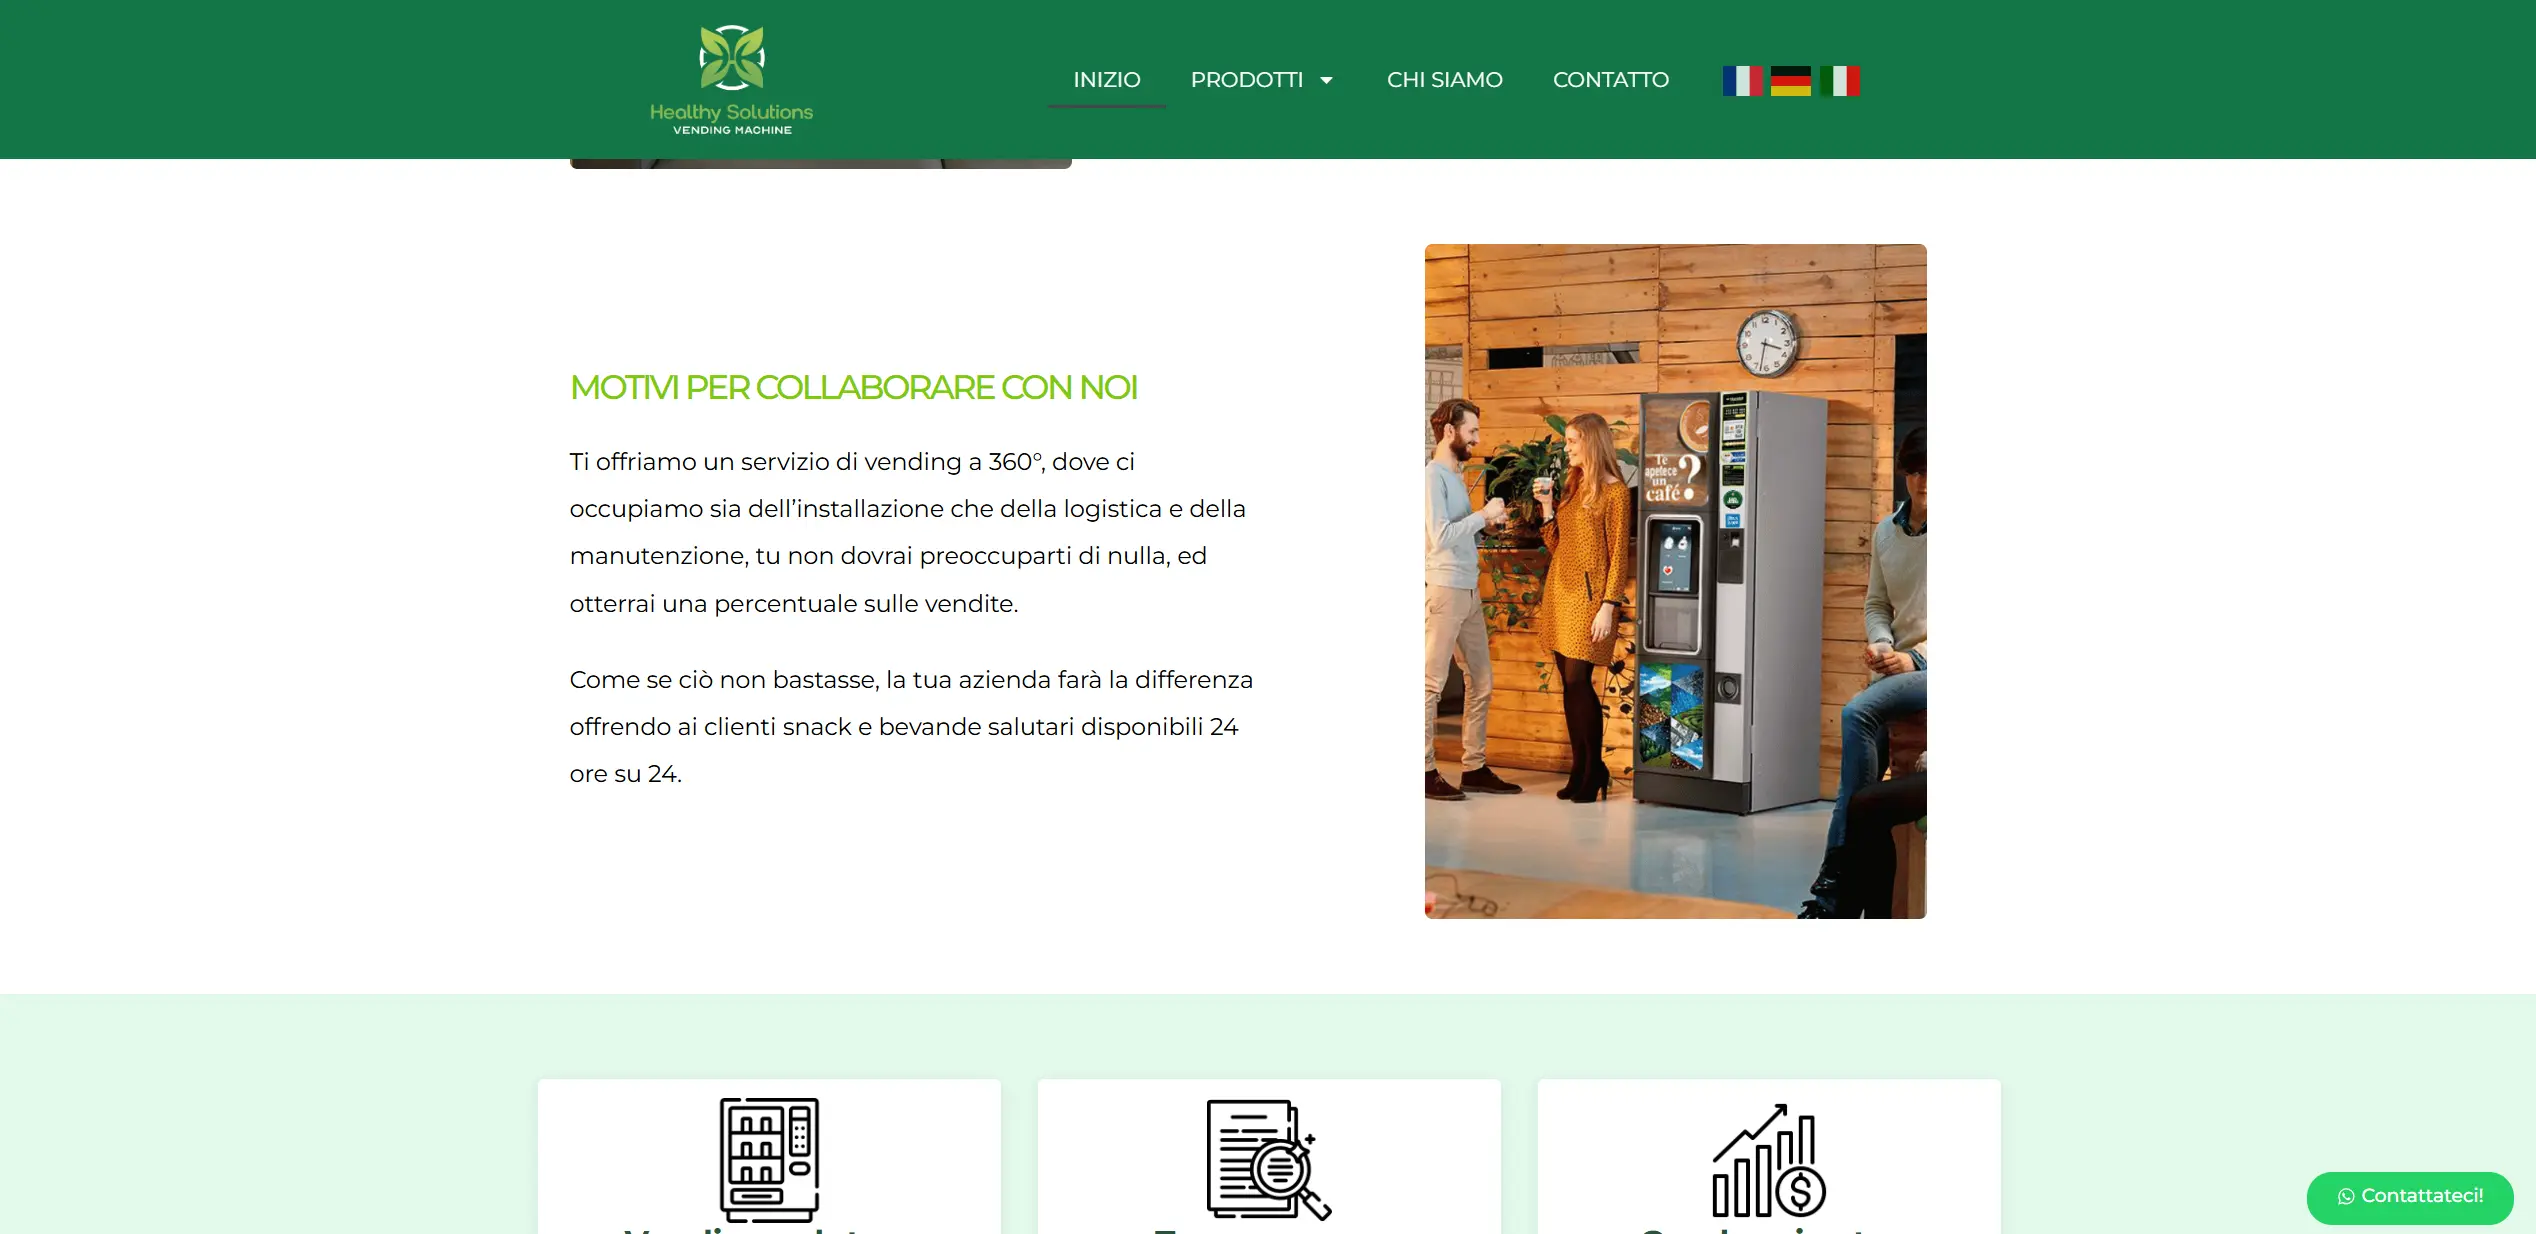 Healthy Solutions
VENDING MACHINE
INIZIO
PRODOTTI
CHI SIAMO
CONTATTO
MOTIVI PER COLLABORARE CON NOI
Ti offriamo un servizio di vending a 360°, dove ci
occupiamo sia dell’installazione che della logistica e della
manutenzione, tu non dovrai preoccuparti di nulla, ed
otterrai una percentuale sulle vendite.
Come se ciò non bastasse, la tua azienda farà la differenza
offrendo ai clienti snack e bevande salutari disponibili 24
ore su 24.
Te
apetece
un
café?
Contattateci!